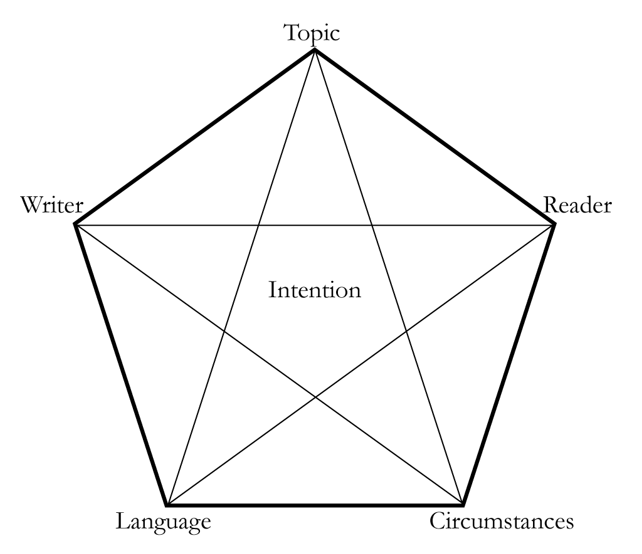 Topic
Writer
Reader
Intention
Language
Circumstances